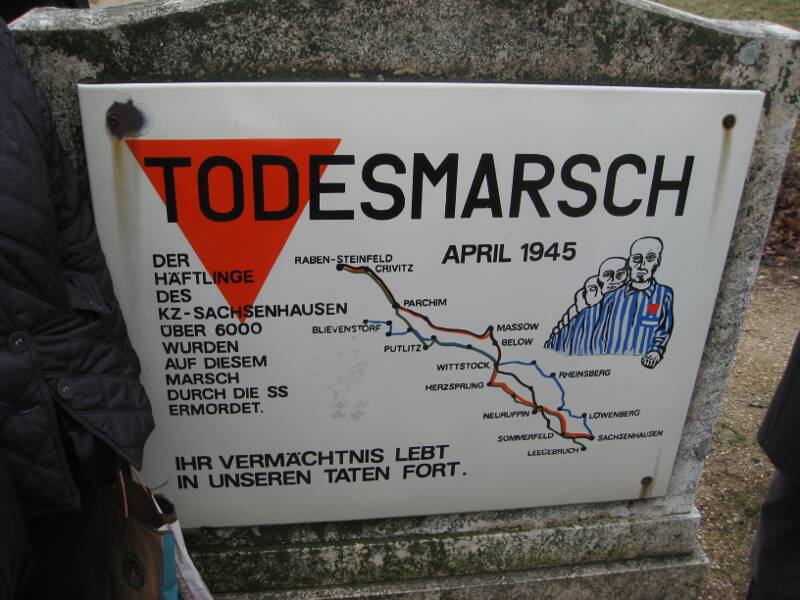 TODESMARSCH
APRIL 1945
DER
HÄFTLINGE
DES
KZ-SACHSENHAUSEN
ÜBER 6000
WURDEN
AUF DIESEM
MARSCH
DURCH DIE SS
ERMORDET.
RABEN-STEINFELD
CRIVITZ
PARCHIM
BLIEVENSTORF
PUTLITZ
MASSOW
BELOW
WITTSTOCK
RHEINSBERG
HERZSPRUNG
NEURUPPIN
LÖWENBERG
SOMMERFELD
SACHSENHAUSEN
LEEGEBRUCH
IHR VERMÄCHTNIS LEBT
IN UNSEREN TATEN FORT.